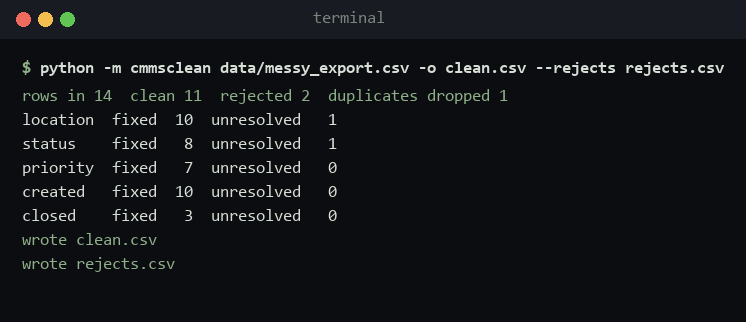 terminal
$ python -m cmmsclean data/messy_export.csv -o clean.csv --rejects rejects.csv
rows in 14  clean 11  rejected 2  duplicates dropped 1
location  fixed  10  unresolved   1
status    fixed   8  unresolved   1
priority  fixed   7  unresolved   0
created   fixed  10  unresolved   0
closed    fixed   3  unresolved   0
wrote clean.csv
wrote rejects.csv